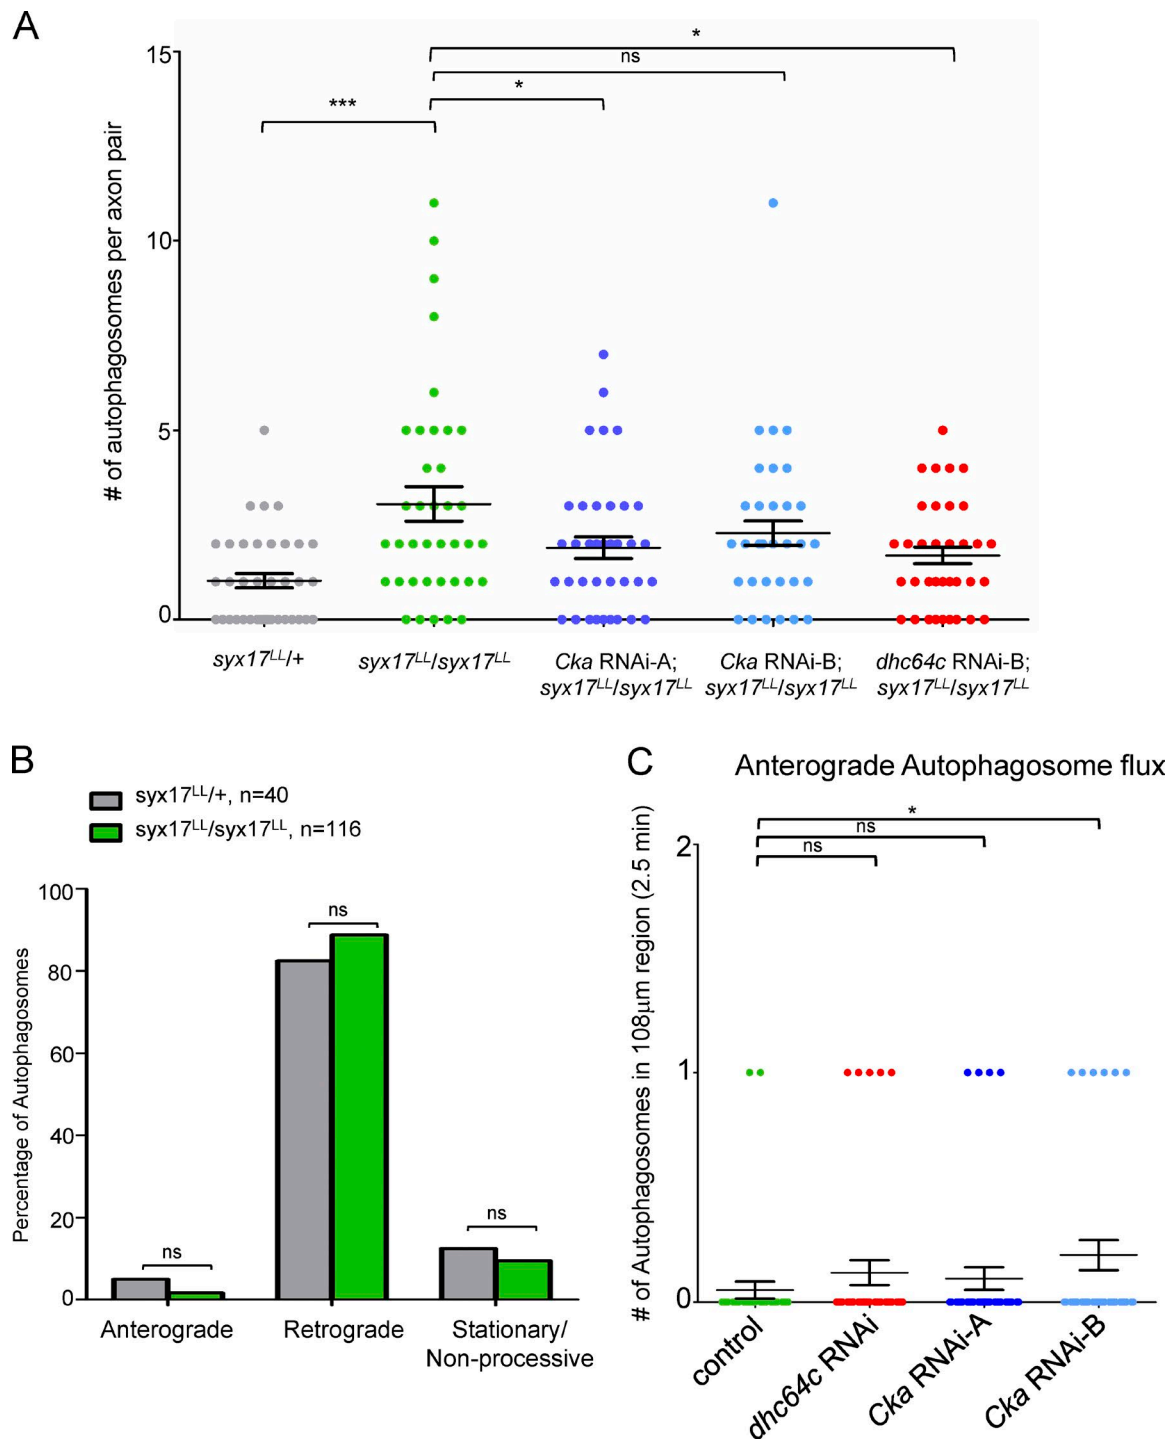 A
*
ns
*
***
15
10
5
0
# of autophagosomes per axon pair
syx17ᴸᴸ/+
syx17ᴸᴸ/syx17ᴸᴸ
Cka RNAi-A;
syx17ᴸᴸ/syx17ᴸᴸ
Cka RNAi-B;
syx17ᴸᴸ/syx17ᴸᴸ
dhc64c RNAi-B;
syx17ᴸᴸ/syx17ᴸᴸ
B
syx17ᴸᴸ/+, n=40
syx17ᴸᴸ/syx17ᴸᴸ, n=116
Percentage of Autophagosomes
100
80
60
40
20
0
ns
ns
ns
Anterograde
Retrograde
Stationary/
Non-processive
C
Anterograde Autophagosome flux
# of Autophagosomes in 108μm region (2.5 min)
*
ns
ns
2
1
0
control
dhc64c RNAi
Cka RNAi-A
Cka RNAi-B